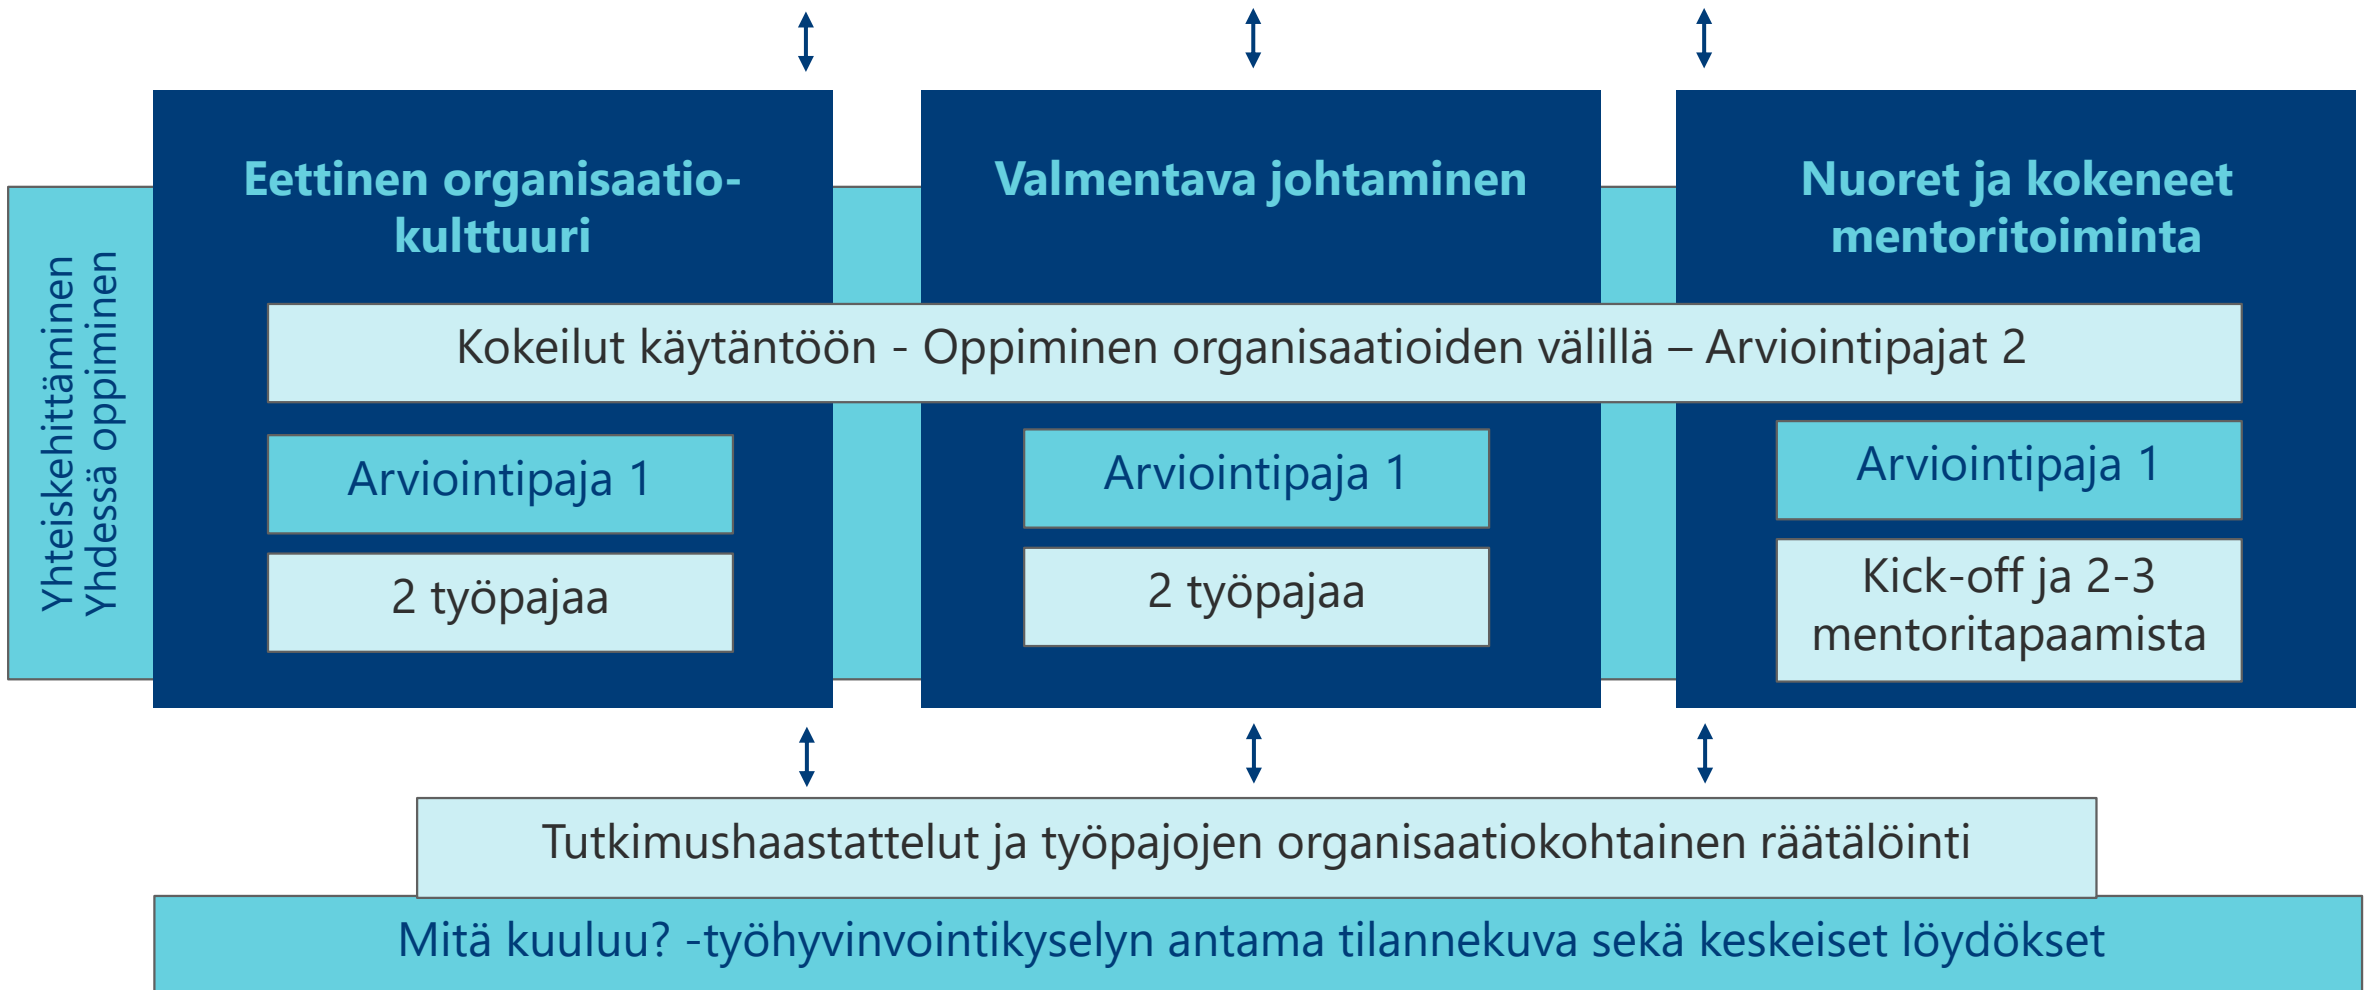 Eettinen organisaatio-
kulttuuri
Valmentava johtaminen
Nuoret ja kokeneet
mentoritoiminta
Yhteiskehittäminen
Yhdessä oppiminen
Kokeilut käytäntöön - Oppiminen organisaatioiden välillä – Arviointipajat 2
Arviointipaja 1
Arviointipaja 1
Arviointipaja 1
2 työpajaa
2 työpajaa
Kick-off ja 2-3
mentoritapaamista
Tutkimushaastattelut ja työpajojen organisaatiokohtainen räätälöinti
Mitä kuuluu? -työhyvinvointikyselyn antama tilannekuva sekä keskeiset löydökset